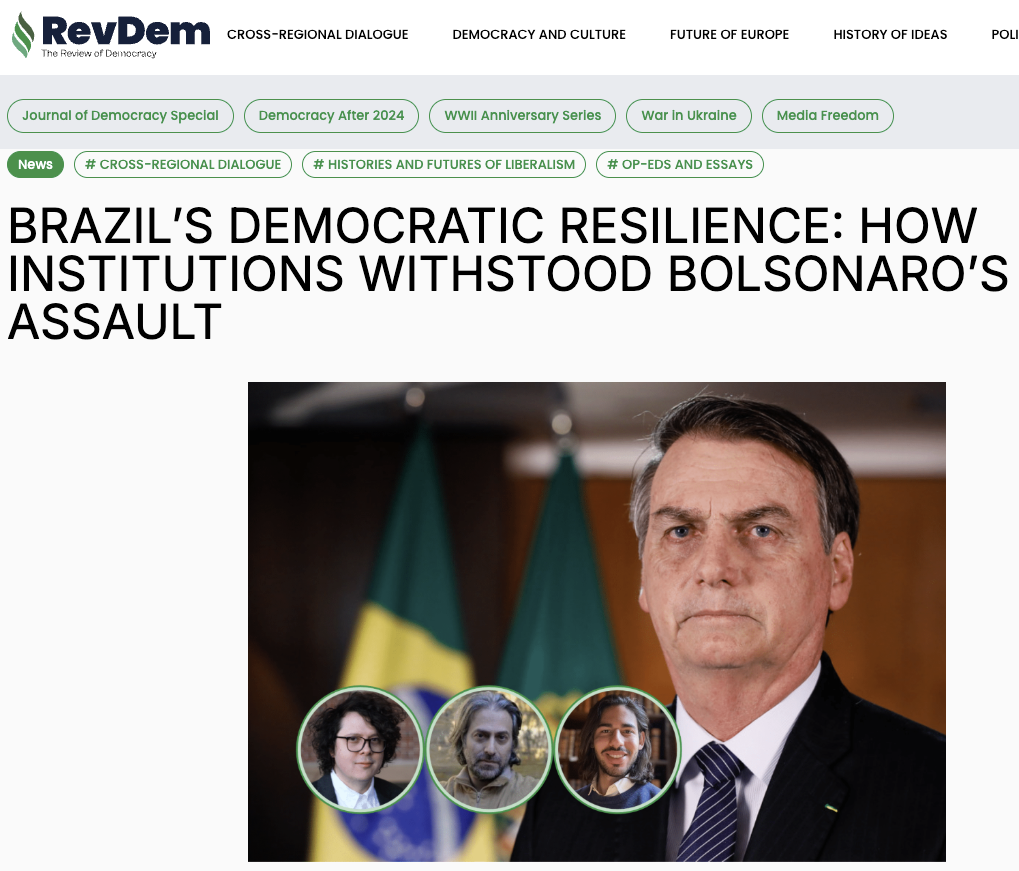 RevDem
The Review of Democracy
CROSS-REGIONAL DIALOGUE
DEMOCRACY AND CULTURE
FUTURE OF EUROPE
HISTORY OF IDEAS
POLI
Journal of Democracy Special
Democracy After 2024
WWII Anniversary Series
War in Ukraine
Media Freedom
News
# CROSS-REGIONAL DIALOGUE
# HISTORIES AND FUTURES OF LIBERALISM
# OP-EDS AND ESSAYS
BRAZIL’S DEMOCRATIC RESILIENCE: HOW
INSTITUTIONS WITHSTOOD BOLSONARO’S
ASSAULT